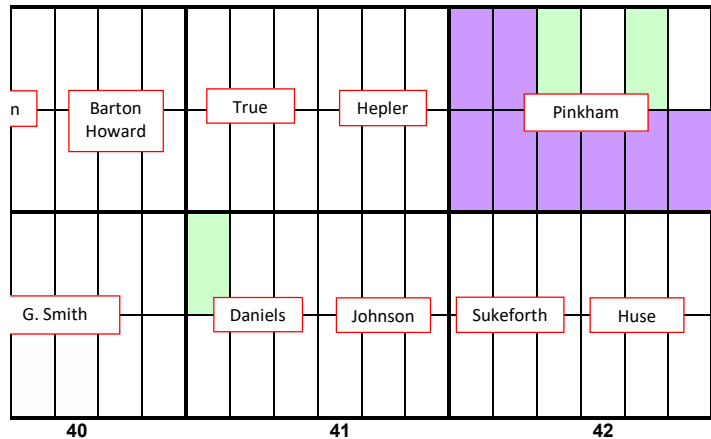 n
Barton
Howard
True
Hepler
Pinkham
G. Smith
Daniels
Johnson
Sukeforth
Huse
40
41
42